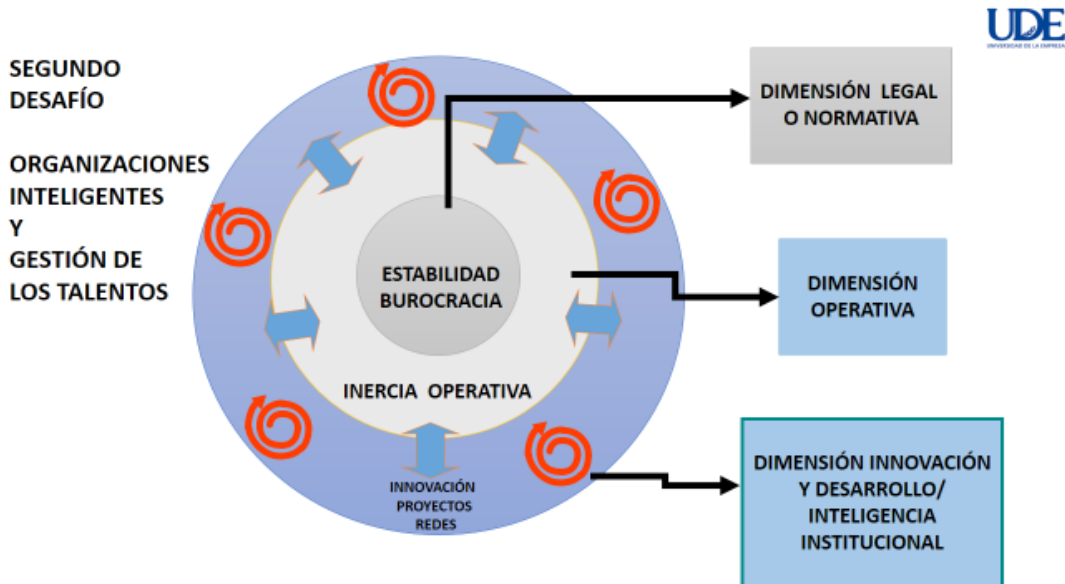 UDE
UNIVERSIDAD DE LA EMPRESA
SEGUNDO
DESAFÍO
ORGANIZACIONES
INTELIGENTES
Y
GESTIÓN DE
LOS TALENTOS
ESTABILIDAD
BUROCRACIA
INERCIA OPERATIVA
INNOVACIÓN
PROYECTOS
REDES
DIMENSIÓN LEGAL
O NORMATIVA
DIMENSIÓN
OPERATIVA
DIMENSIÓN INNOVACIÓN
Y DESARROLLO/
INTELIGENCIA
INSTITUCIONAL